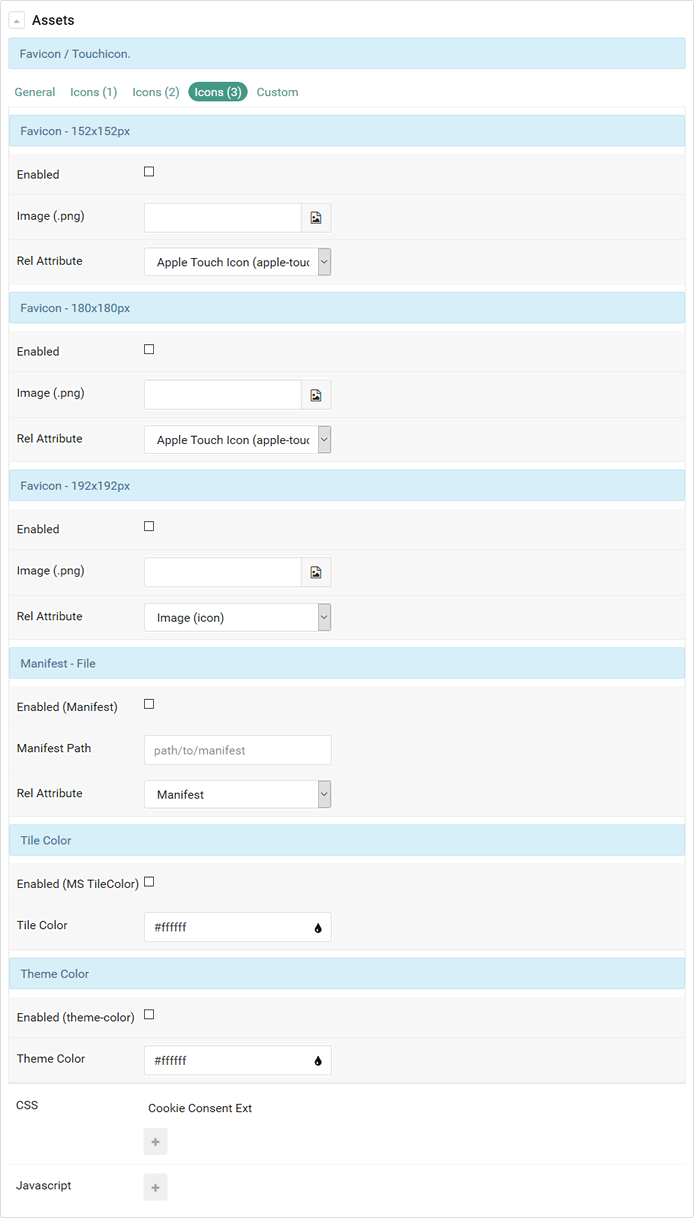 Assets
Favicon / Touchicon.
General Icons (1) Icons (2) Icons (3) Custom
Favicon - 152x152px
Enabled
Image (.png)
Rel Attribute Apple Touch Icon (apple-touc
Favicon - 180x180px
Enabled
Image (.png)
Rel Attribute Apple Touch Icon (apple-touc
Favicon - 192x192px
Enabled
Image (.png)
Rel Attribute Image (icon)
Manifest - File
Enabled (Manifest)
Manifest Path path/to/manifest
Rel Attribute Manifest
Tile Color
Enabled (MS TileColor)
Tile Color #ffffff
Theme Color
Enabled (theme-color)
Theme Color #ffffff
CSS Cookie Consent Ext
+
Javascript +